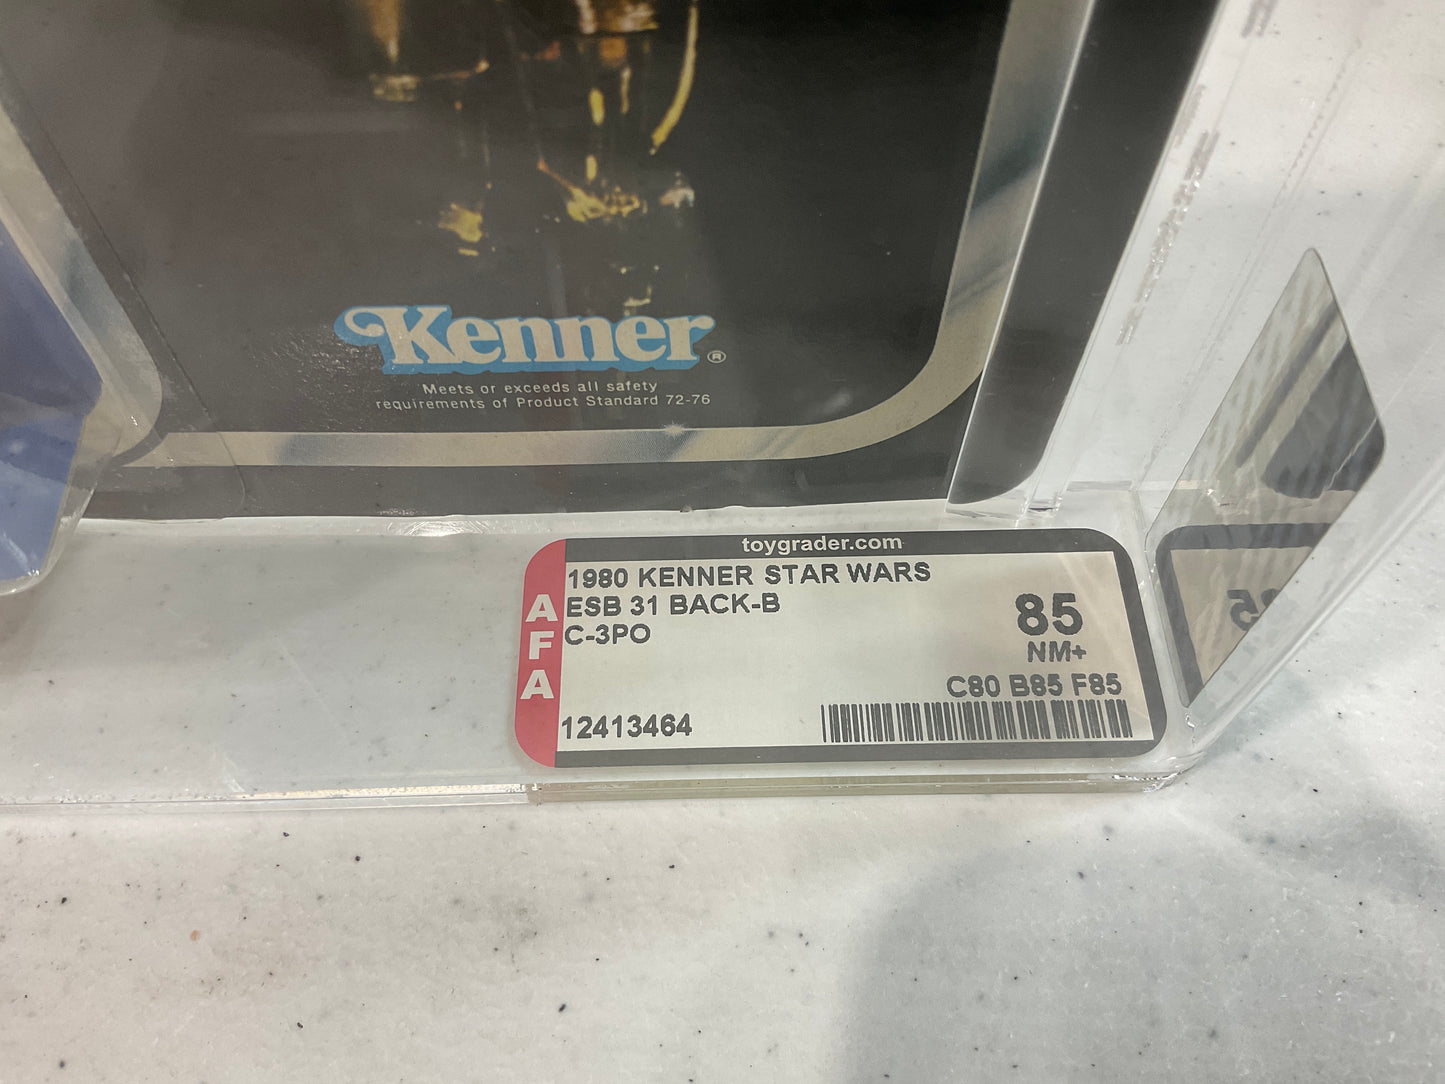 Kenner®
Meets or exceeds all safety
requirements of Product Standard 72-76
toygrader.com
AFA
1980 KENNER STAR WARS
ESB 31 BACK-B
C-3PO
85
NM+
C80 B85 F85
12413464